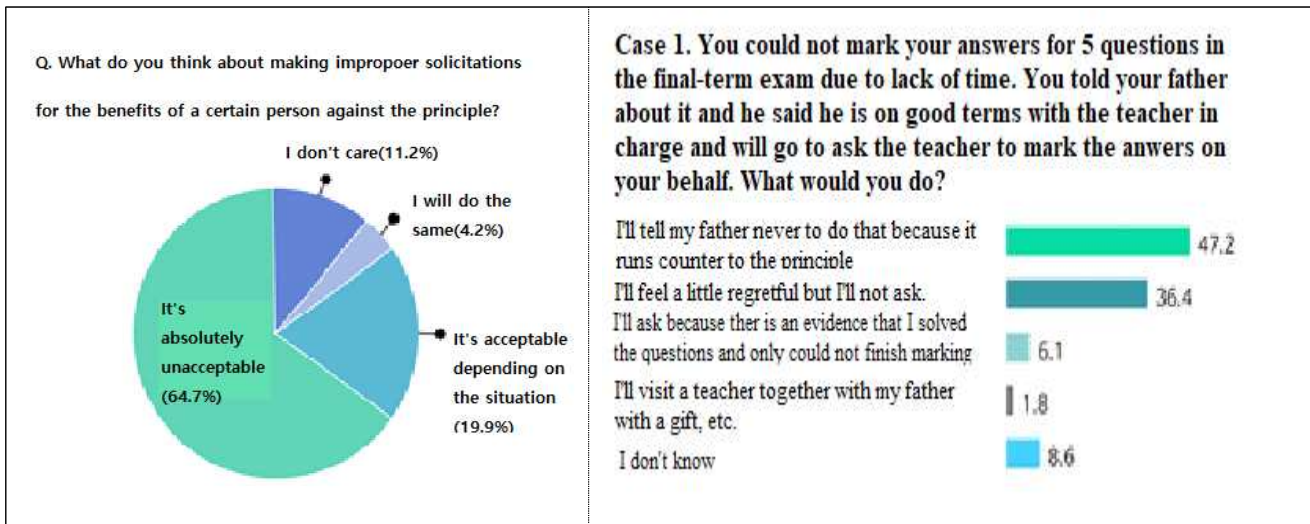 Q. What do you think about making impropoer solicitations
for the benefits of a certain person against the principle?
I don't care(11.2%)
I will do the
same(4.2%)
It's
absolutely
unacceptable
(64.7%)
It's acceptable
depending on
the situation
(19.9%)
Case 1. You could not mark your answers for 5 questions in
the final-term exam due to lack of time. You told your father
about it and he said he is on good terms with the teacher in
charge and will go to ask the teacher to mark the anwers on
your behalf. What would you do?
I'll tell my father never to do that because it
runs counter to the principle
47.2
I'll feel a little regretful but I'll not ask.
36.4
I'll ask because ther is an evidence that I solved
the questions and only could not finish marking
6.1
I'll visit a teacher together with my father
with a gift, etc.
1.8
I don't know
8.6